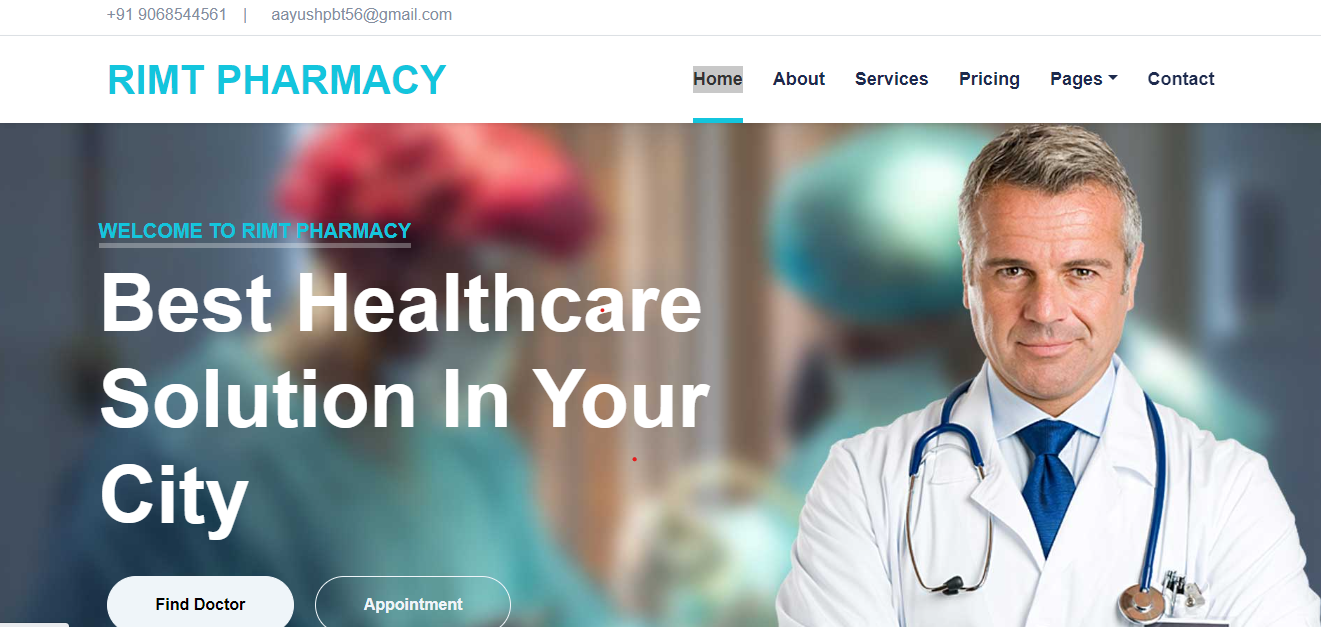 +91 9068544561 | aayushpbt56@gmail.com
RIMT PHARMACY
Home About Services Pricing Pages Contact
WELCOME TO RIMT PHARMACY
Best Healthcare
Solution In Your
City
Find Doctor Appointment